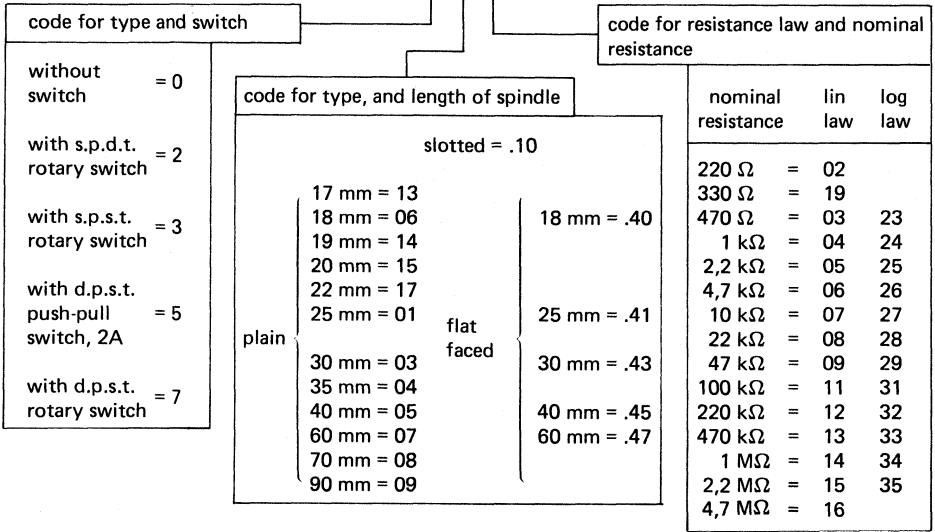 code for type and switch
without
switch = 0
with s.p.d.t.
rotary switch = 2
with s.p.s.t.
rotary switch = 3
with d.p.s.t.
push-pull = 5
switch, 2A
with d.p.s.t.
rotary switch = 7
code for type, and length of spindle
slotted = .10
plain
17 mm = 13
18 mm = 06
19 mm = 14
20 mm = 15
22 mm = 17
25 mm = 01
30 mm = 03
35 mm = 04
40 mm = 05
60 mm = 07
70 mm = 08
90 mm = 09
flat
faced
18 mm = .40
25 mm = .41
30 mm = .43
40 mm = .45
60 mm = .47
code for resistance law and nominal
resistance
nominal lin log
resistance law law
220 Ω = 02
330 Ω = 19
470 Ω = 03 23
1 kΩ = 04 24
2,2 kΩ = 05 25
4,7 kΩ = 06 26
10 kΩ = 07 27
22 kΩ = 08 28
47 kΩ = 09 29
100 kΩ = 11 31
220 kΩ = 12 32
470 kΩ = 13 33
1 MΩ = 14 34
2,2 MΩ = 15 35
4,7 MΩ = 16